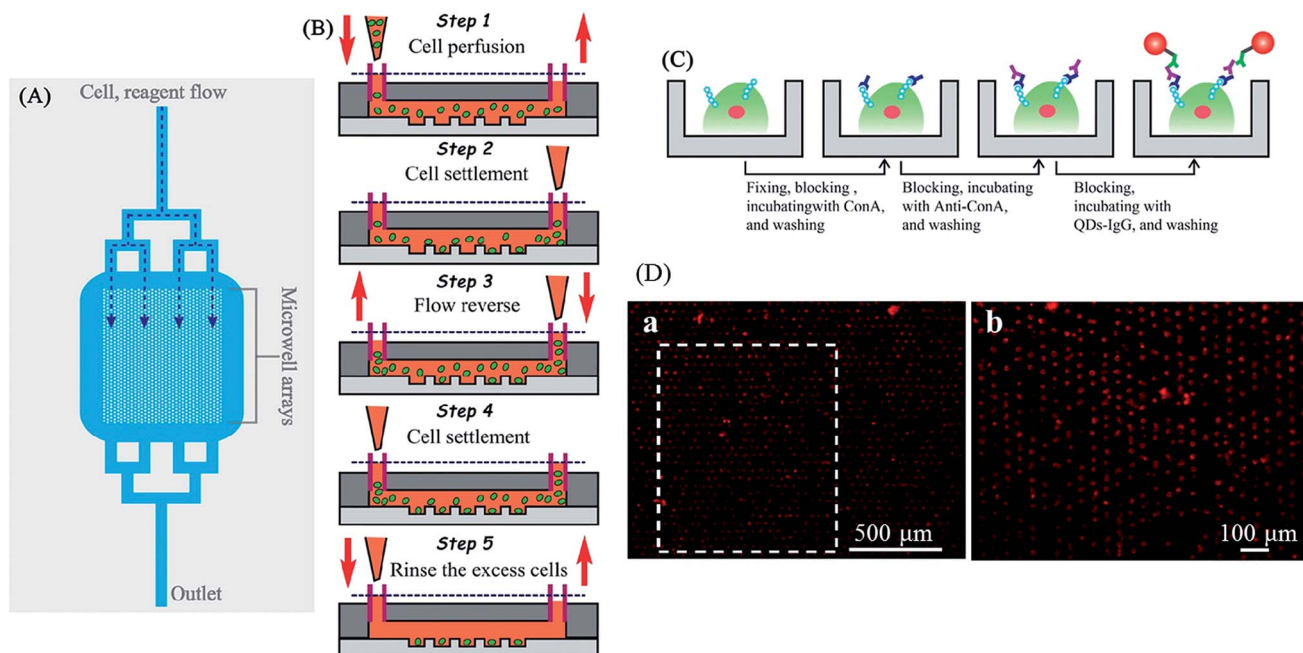 (A)
Cell, reagent flow
Microwell arrays
Outlet
(B)
Step 1
Cell perfusion
Step 2
Cell settlement
Step 3
Flow reverse
Step 4
Cell settlement
Step 5
Rinse the excess cells
(C)
Fixing, blocking ,
incubatingwith ConA,
and washing
Blocking, incubating
with Anti-ConA,
and washing
Blocking,
incubating with
QDs-IgG, and washing
(D)
a
500 μm
b
100 μm